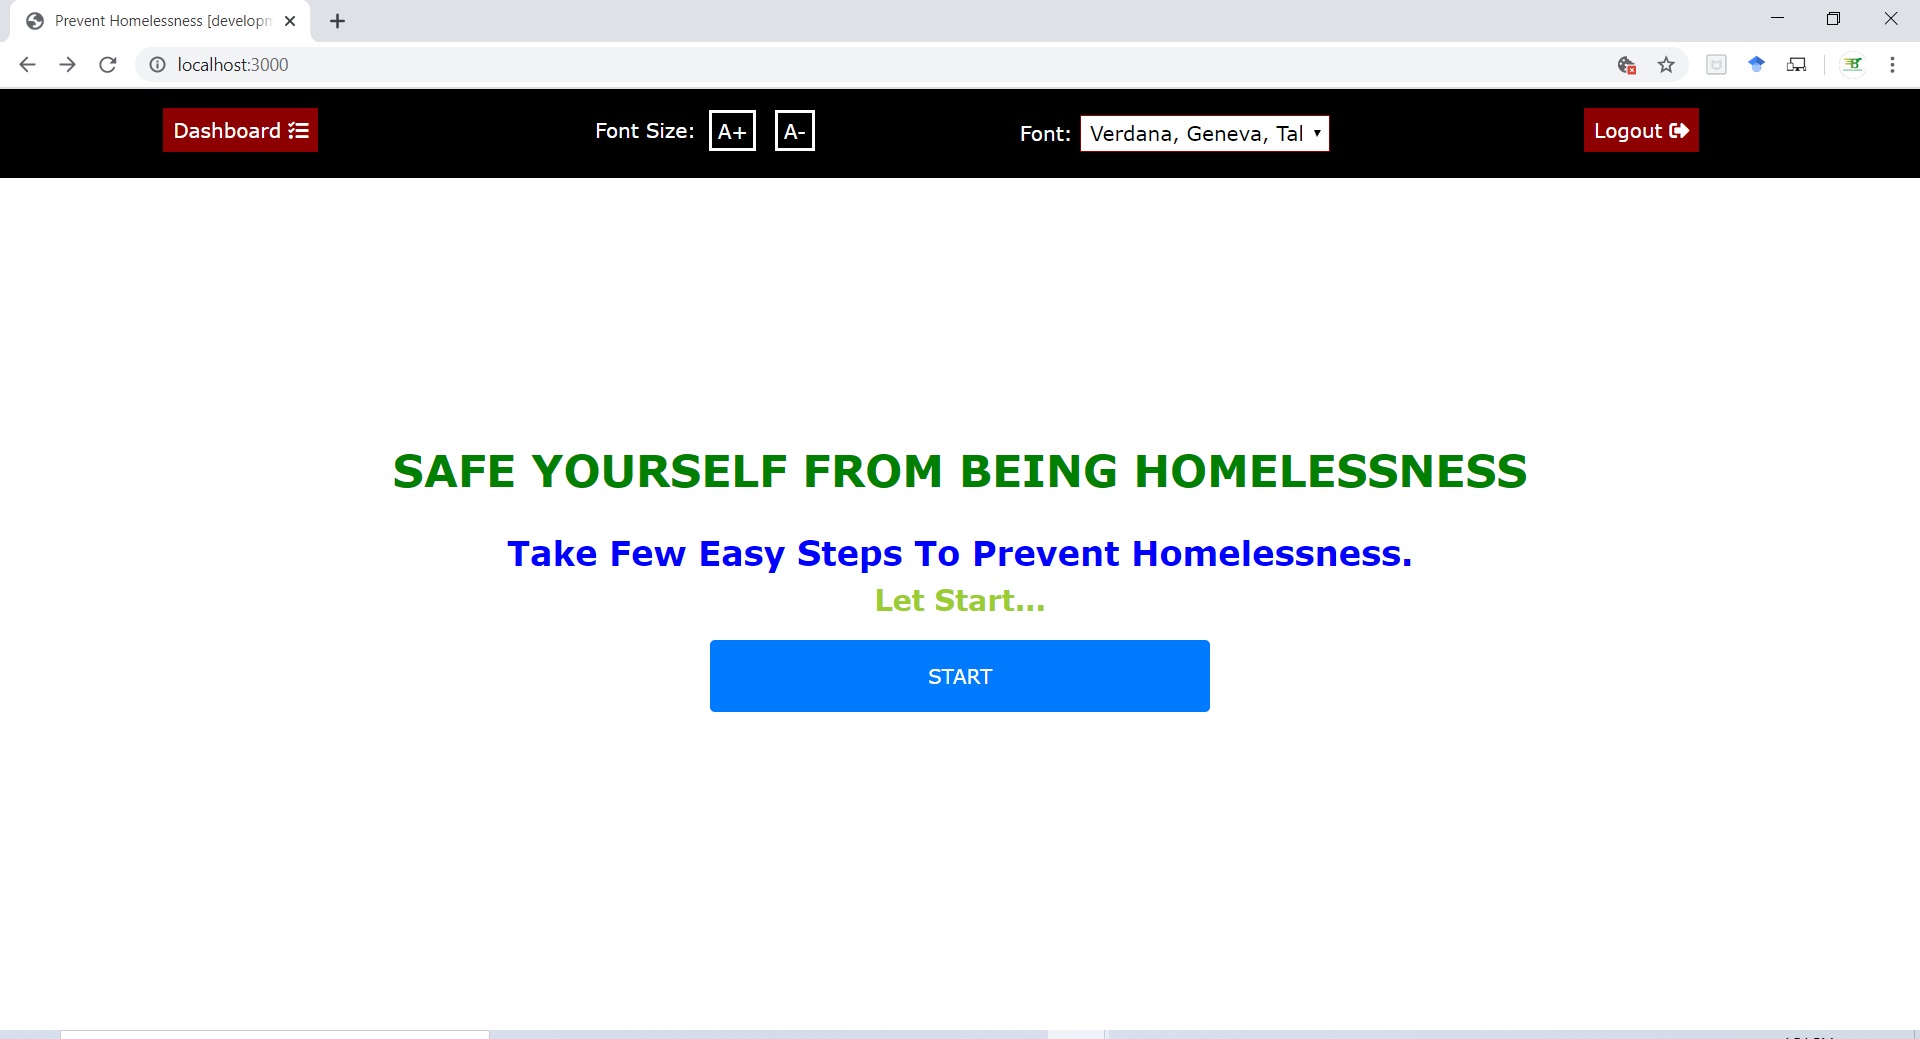 Prevent Homelessness [develop
localhost:3000
Dashboard
Font Size: A+ A-
Font: Verdana, Geneva, Tal
Logout
SAFE YOURSELF FROM BEING HOMELESSNESS
Take Few Easy Steps To Prevent Homelessness.
Let Start...
START